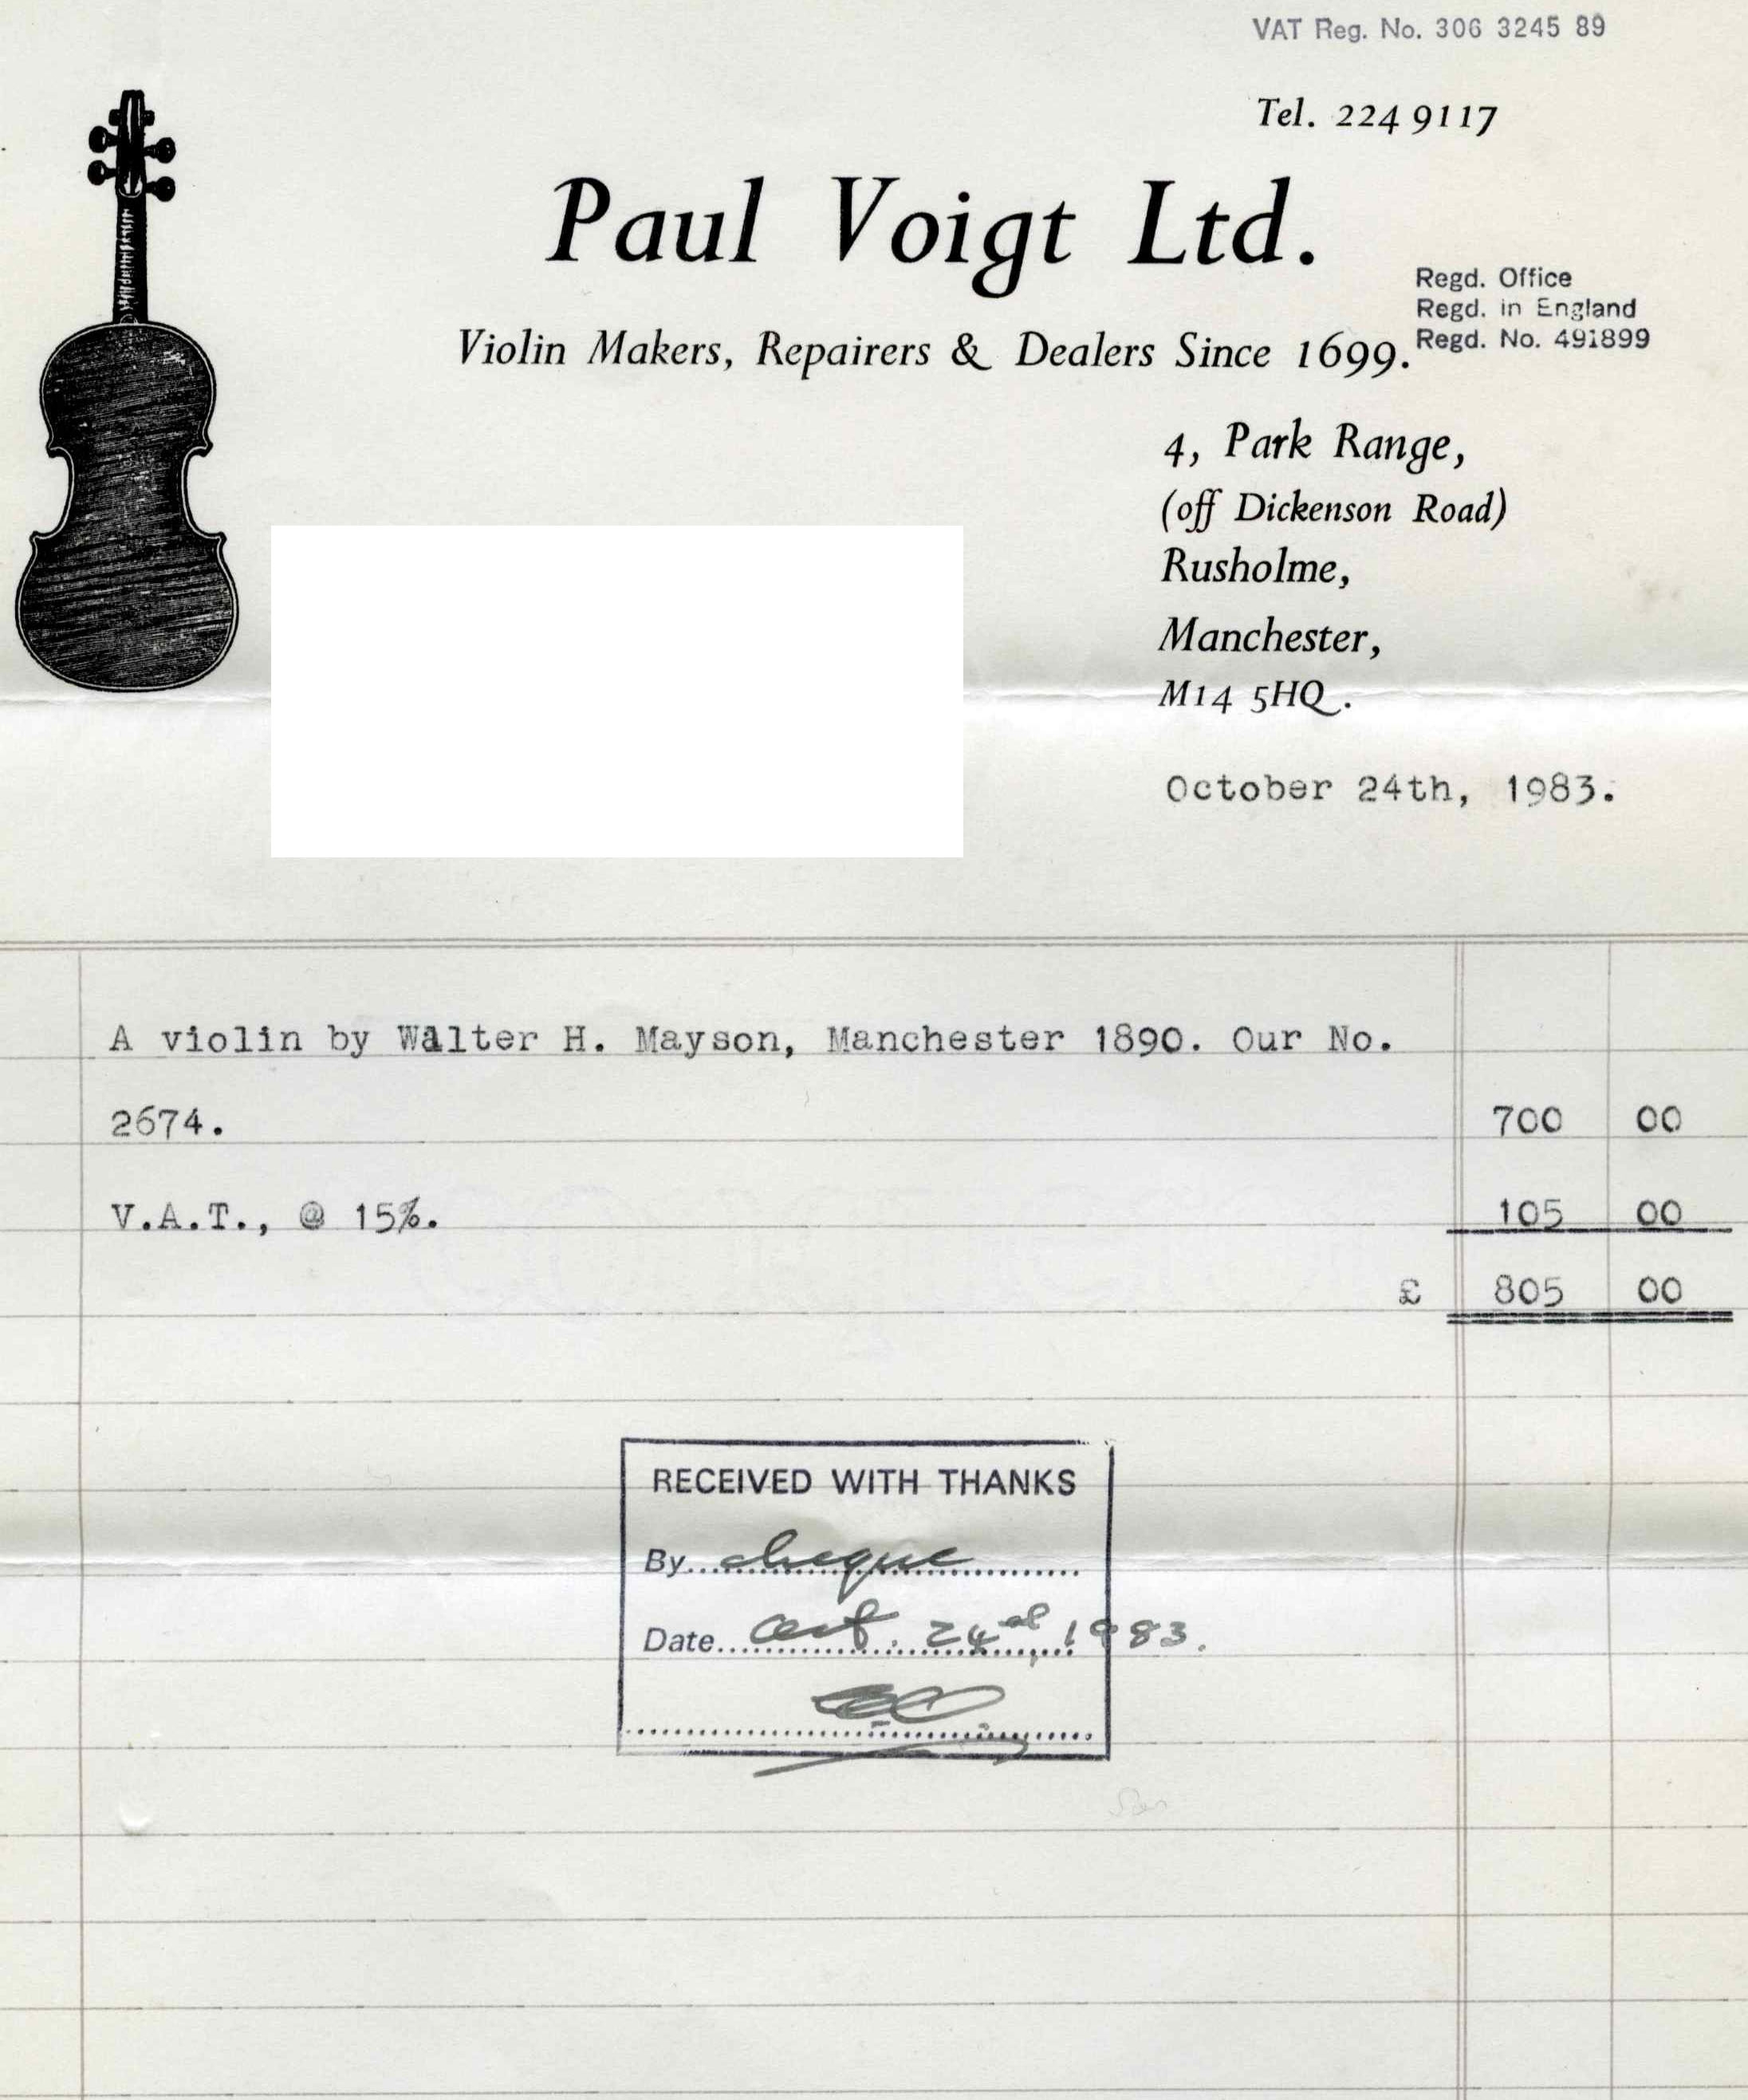 VAT Reg. No. 306 3245 89
Tel. 224 9117
Paul Voigt Ltd.
Regd. Office
Regd. in England
Regd. No. 491899
Violin Makers, Repairers & Dealers Since 1699.
4, Park Range,
(off Dickenson Road)
Rusholme,
Manchester,
M14 5HQ.
October 24th, 1983.
A violin by Walter H. Mayson, Manchester 1890. Our No.
2674. 700 00
V.A.T., @ 15%. 105 00
£ 805 00
RECEIVED WITH THANKS
By cheque
Date Oct. 24 1983.